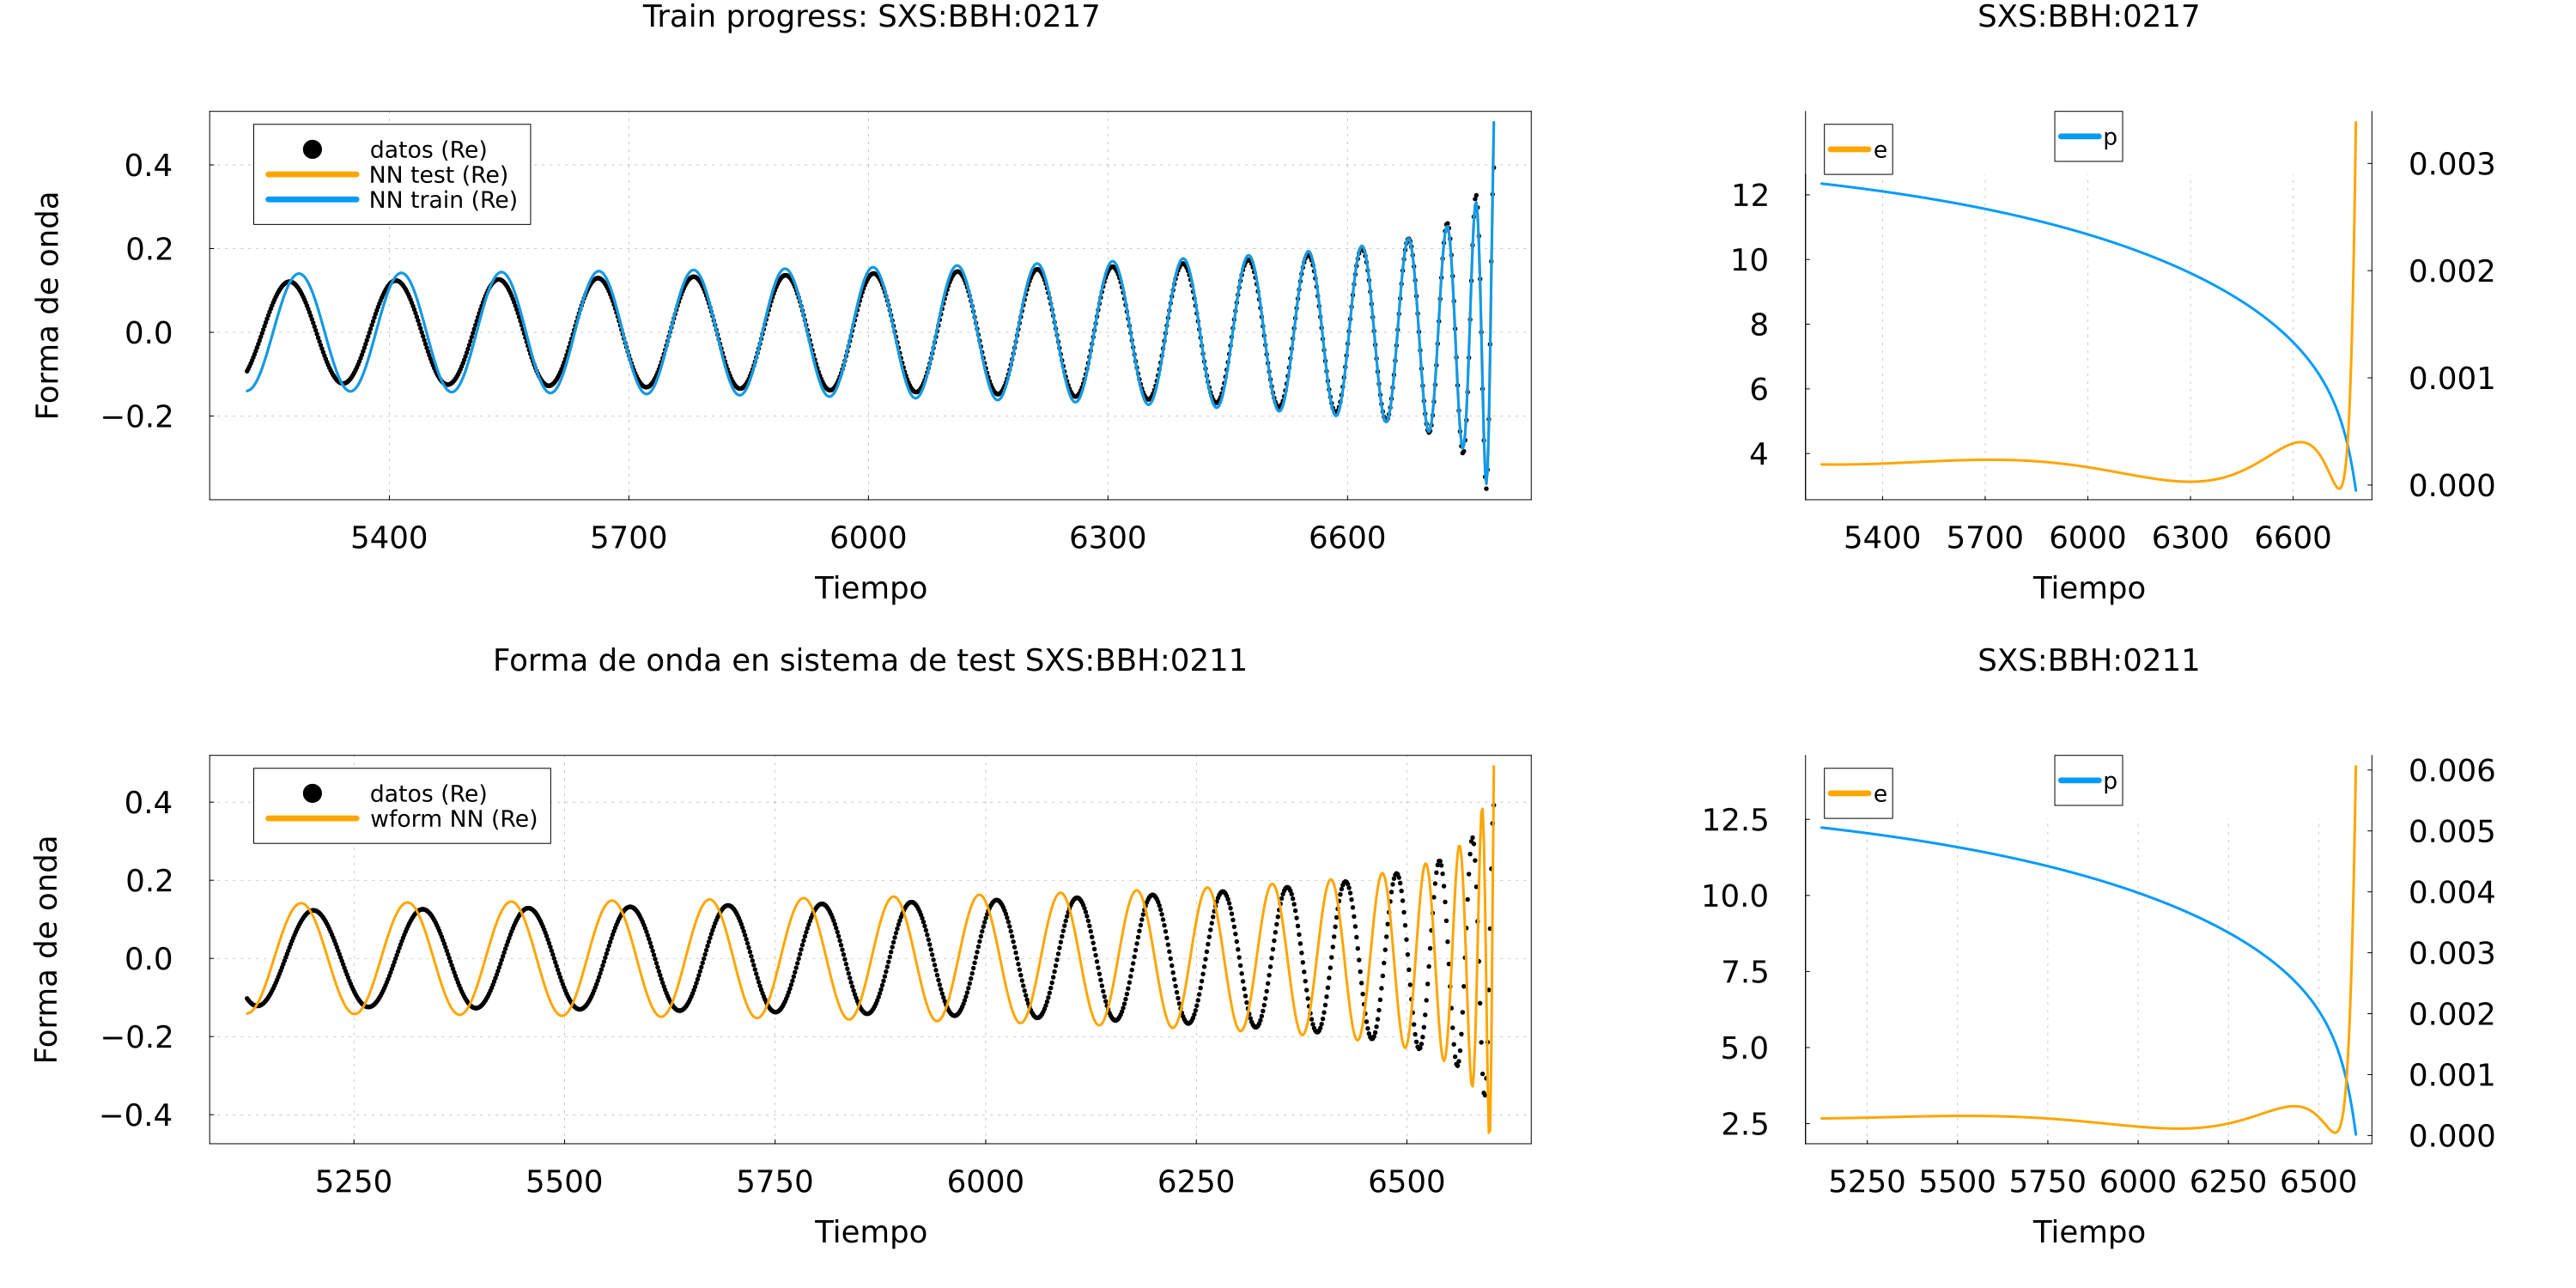 Train progress: SXS:BBH:0217
datos (Re)
NN test (Re)
NN train (Re)
Forma de onda
0.4
0.2
0.0
−0.2
5400 5700 6000 6300 6600
Tiempo
SXS:BBH:0217
e
p
12
10
8
6
4
0.003
0.002
0.001
0.000
5400 5700 6000 6300 6600
Tiempo
Forma de onda en sistema de test SXS:BBH:0211
datos (Re)
wform NN (Re)
Forma de onda
0.4
0.2
0.0
−0.2
−0.4
5250 5500 5750 6000 6250 6500
Tiempo
SXS:BBH:0211
e
p
12.5
10.0
7.5
5.0
2.5
0.006
0.005
0.004
0.003
0.002
0.001
0.000
5250 5500 5750 6000 6250 6500
Tiempo